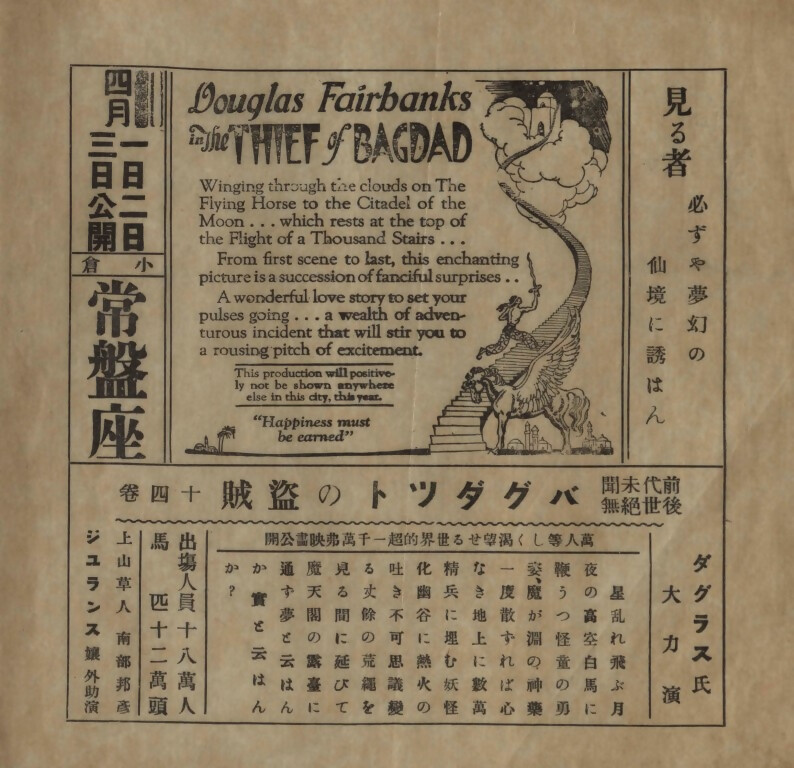 見る者
必ずや夢幻の
仙境に誘はん
Douglas Fairbanks
in the THIEF of BAGDAD
Winging through the clouds on The
Flying Horse to the Citadel of the
Moon . . . which rests at the top of
the Flight of a Thousand Stairs . . .
From first scene to last, this enchanting
picture is a succession of fanciful surprises . .
A wonderful love story to set your
pulses going . . . a wealth of adven-
turous incident that will stir you to
a rousing pitch of excitement.
This production will positive-
ly not be shown anywhere
else in this city, this year.
“Happiness must
be earned”
四月
一日二日
三日公開
小倉
常盤座
前代未聞
後世絶無
バグダツトの盗賊
十四卷
ダグラス氏
大力演
萬人等しく渇望せる世界的超一千萬弗映畫公開
星乱れ飛ぶ月
夜の高空白馬に
鞭うつ怪童の勇
姿、魔が淵の神藥
一度散ずれば心
なき地上に數萬
精兵に埋む妖怪
化幽谷に熱火の
吐き不可思議變
る丈餘の荒繩を
見る間に延びて
魔天閣の露臺に
通す夢と云はん
か實と云はん
か?
出塲人員十八萬人
馬匹十二萬頭
上山草人 南部邦彦
ジユランヌ孃外助演